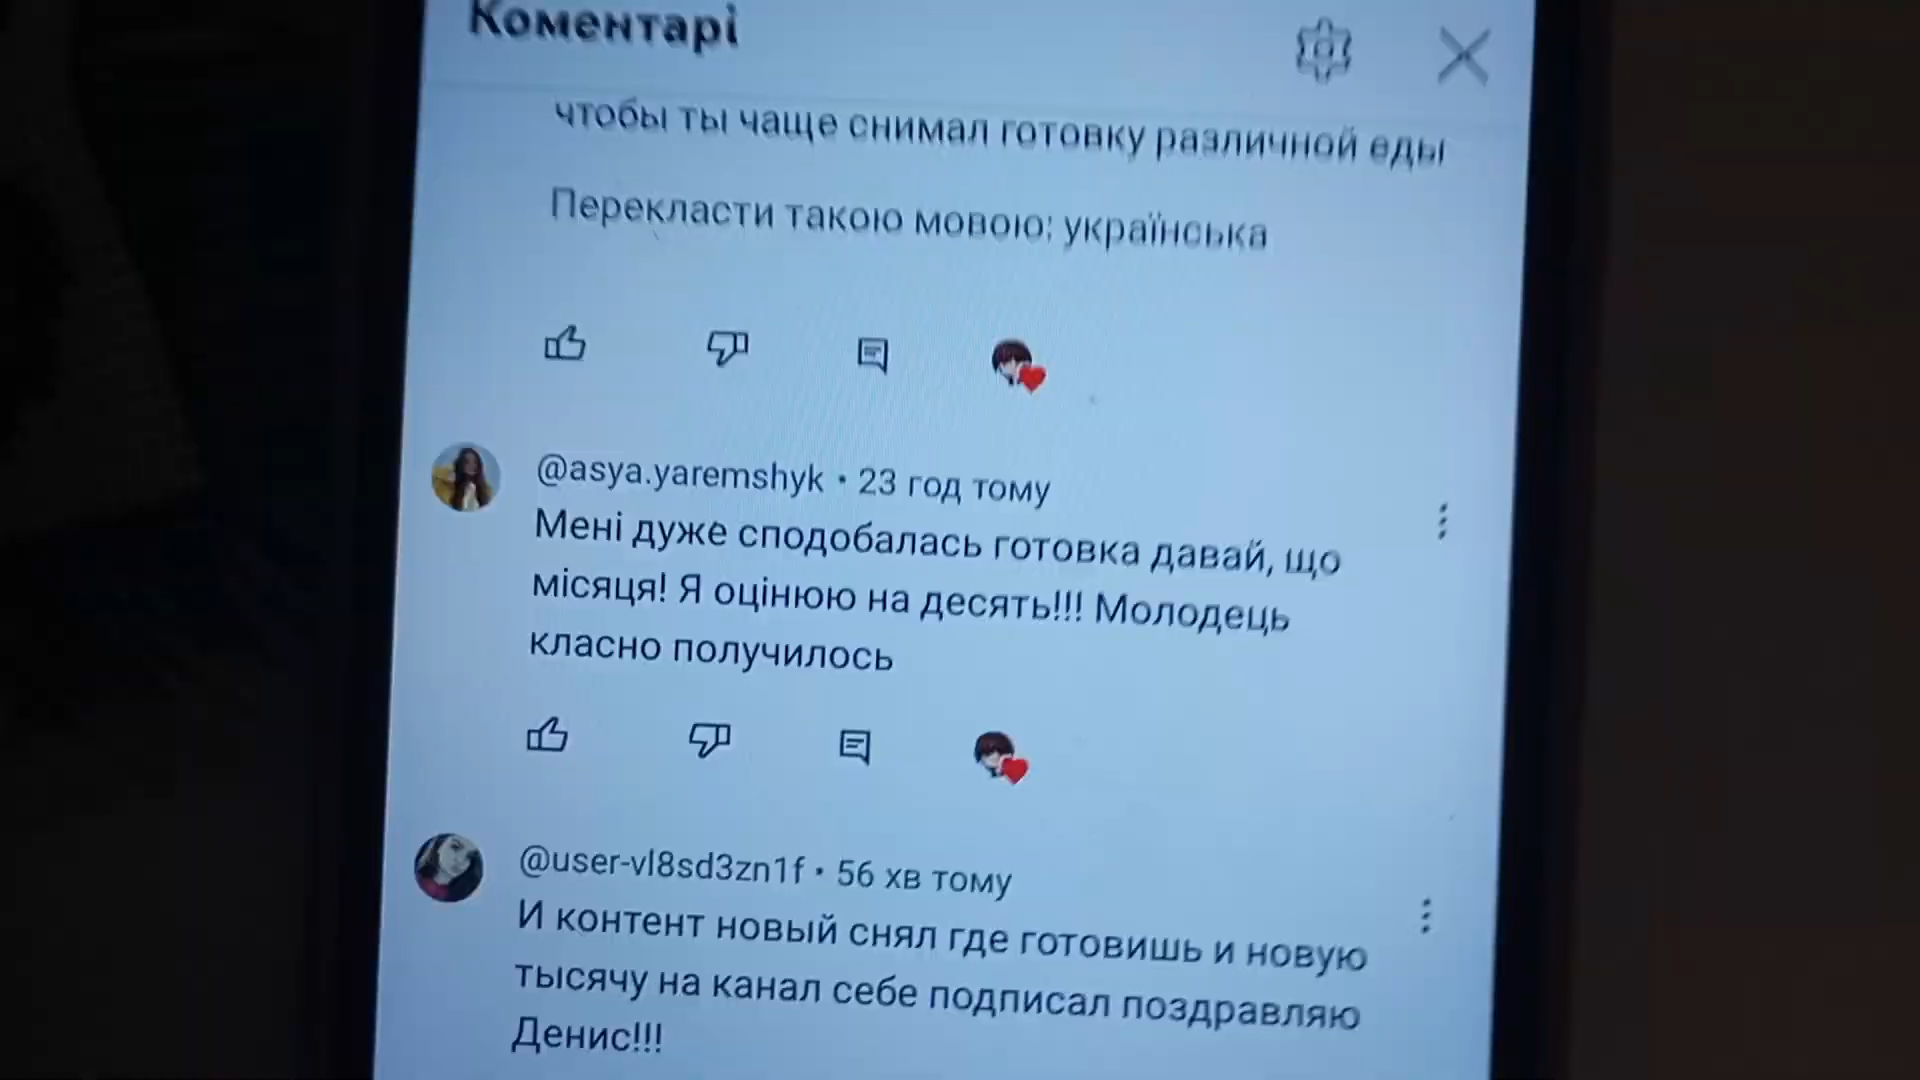 Коментарі
чтобы ты чаще снимал готовку различной еды
Перекласти такою мовою: українська
@asya.yaremshyk • 23 год тому
Мені дуже сподобалась готовка давай, що
місяця! Я оцінюю на десять!!! Молодець
класно получилось
@user-vl8sd3zn1f • 56 хв тому
И контент новый снял где готовишь и новую
тысячу на канал себе подписал поздравляю
Денис!!!